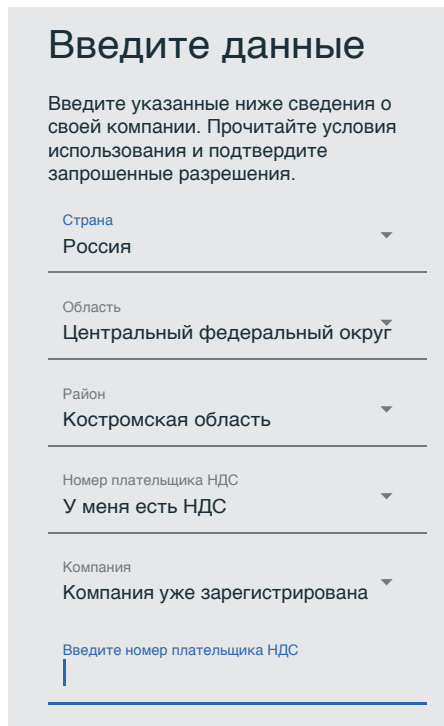 Введите данные
Введите указанные ниже сведения о
своей компании. Прочитайте условия
использования и подтвердите
запрошенные разрешения.
Страна
Россия
Область
Центральный федеральный округ
Район
Костромская область
Номер плательщика НДС
У меня есть НДС
Компания
Компания уже зарегистрирована
Введите номер плательщика НДС